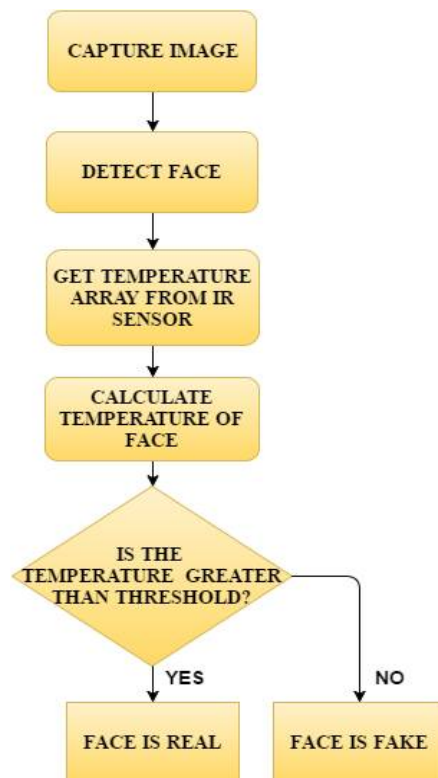 CAPTURE IMAGE
DETECT FACE
GET TEMPERATURE
ARRAY FROM IR
SENSOR
CALCULATE
TEMPERATURE OF
FACE
IS THE
TEMPERATURE GREATER
THAN THRESHOLD?
YES
NO
FACE IS REAL
FACE IS FAKE